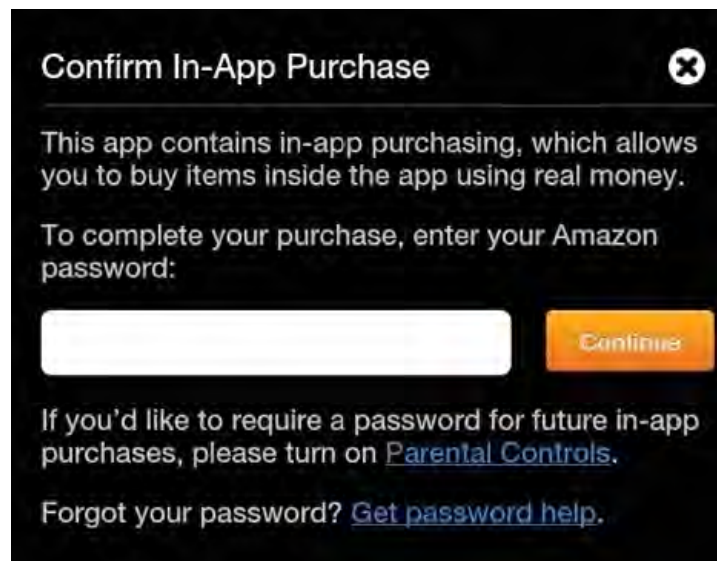 Confirm In-App Purchase
This app contains in-app purchasing, which allows
you to buy items inside the app using real money.
To complete your purchase, enter your Amazon
password:
Continue
If you'd like to require a password for future in-app
purchases, please turn on Parental Controls.
Forgot your password? Get password help.